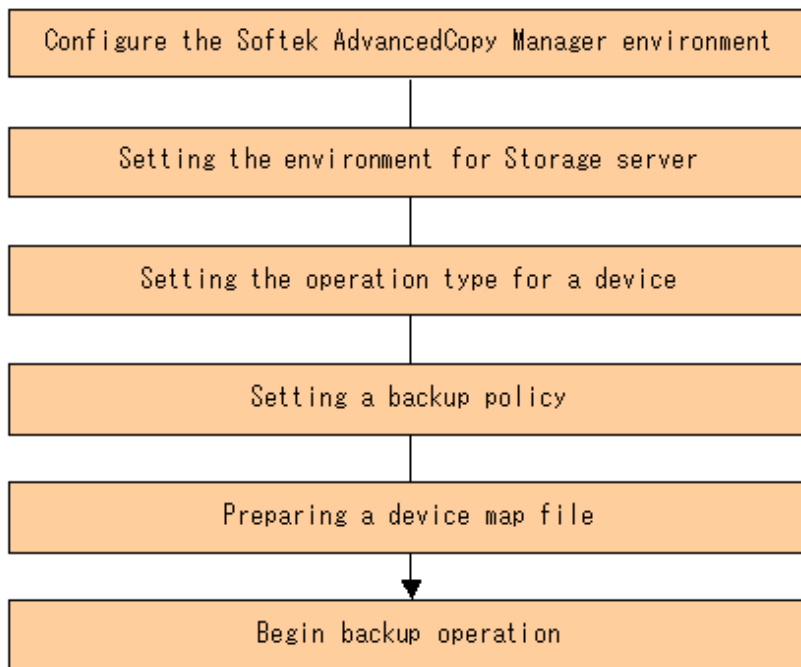 Configure the Softek AdvancedCopy Manager environment
Setting the environment for Storage server
Setting the operation type for a device
Setting a backup policy
Preparing a device map file
Begin backup operation